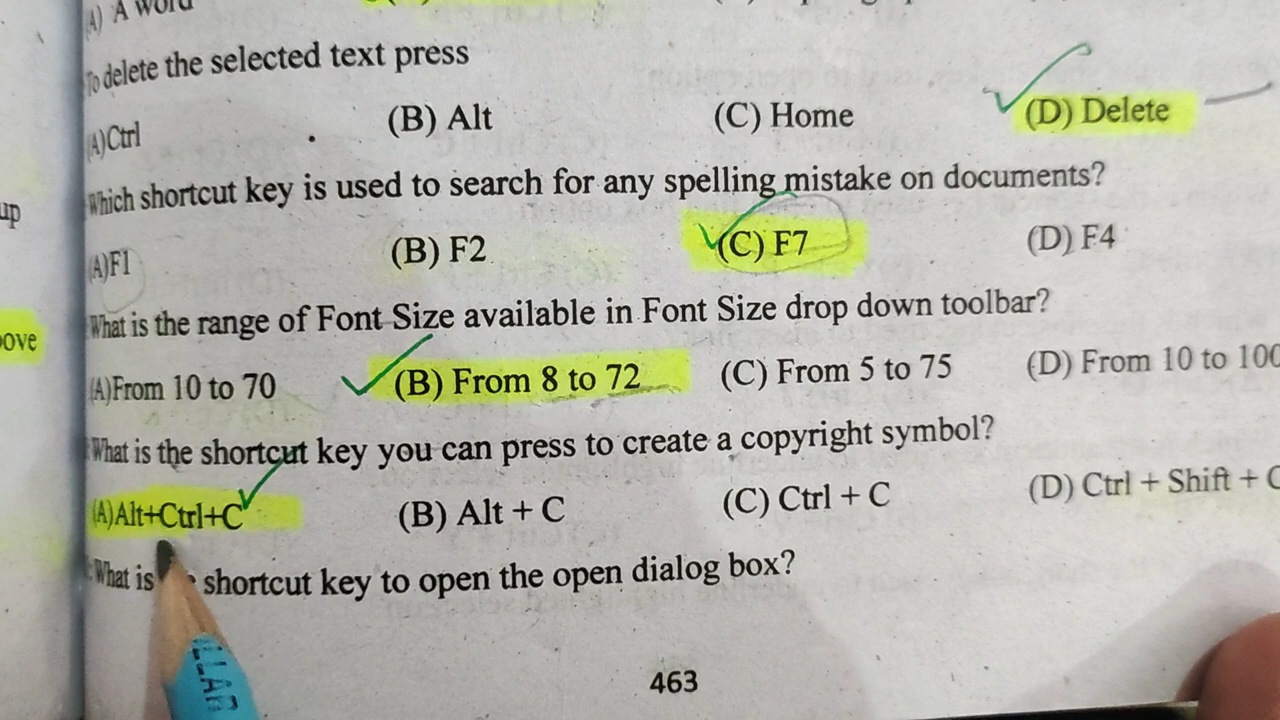 (A) A word
To delete the selected text press
(A)Ctrl (B) Alt (C) Home (D) Delete
Which shortcut key is used to search for any spelling mistake on documents?
up
(A)F1 (B) F2 (C) F7 (D) F4
What is the range of Font Size available in Font Size drop down toolbar?
ove
(A)From 10 to 70 (B) From 8 to 72 (C) From 5 to 75 (D) From 10 to 100
What is the shortcut key you can press to create a copyright symbol?
(A)Alt+Ctrl+C (B) Alt + C (C) Ctrl + C (D) Ctrl + Shift + C
What is shortcut key to open the open dialog box?
463